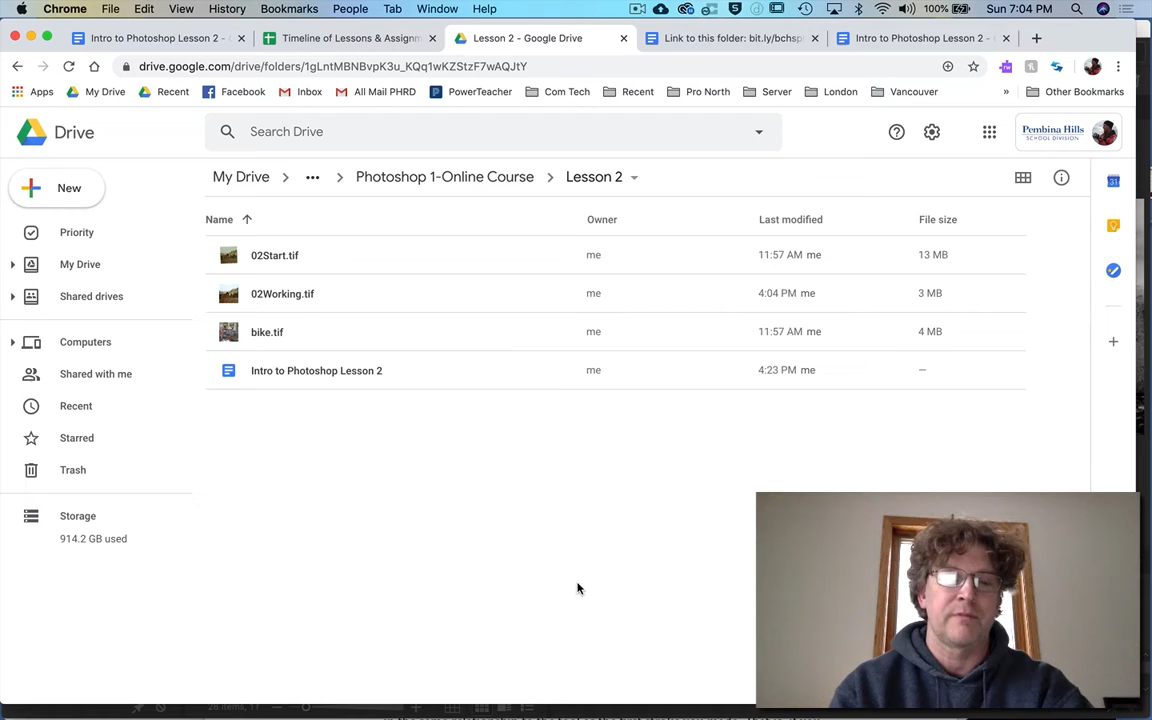 Chrome File Edit View History Bookmarks People Tab Window Help 100% Sun 7:04 PM
Intro to Photoshop Lesson 2 - Timeline of Lessons & Assignm Lesson 2 - Google Drive Link to this folder: bit.ly/bchsp Intro to Photoshop Lesson 2 -
drive.google.com/drive/folders/1gLntMBNBvpK3u_KQq1wKZStzF7wAQJtY
Apps My Drive Recent Facebook Inbox All Mail PHRD PowerTeacher Com Tech Recent Pro North Server London Vancouver » Other Bookmarks
Drive Search Drive Pembina Hills
SCHOOL DIVISION
New My Drive ••• Photoshop 1-Online Course Lesson 2
Name Owner Last modified File size
Priority
My Drive
Shared drives
Computers
Shared with me
Recent
Starred
Trash
Storage
914.2 GB used
02Start.tif me 11:57 AM me 13 MB
02Working.tif me 4:04 PM me 3 MB
bike.tif me 11:57 AM me 4 MB
Intro to Photoshop Lesson 2 me 4:23 PM me —
31